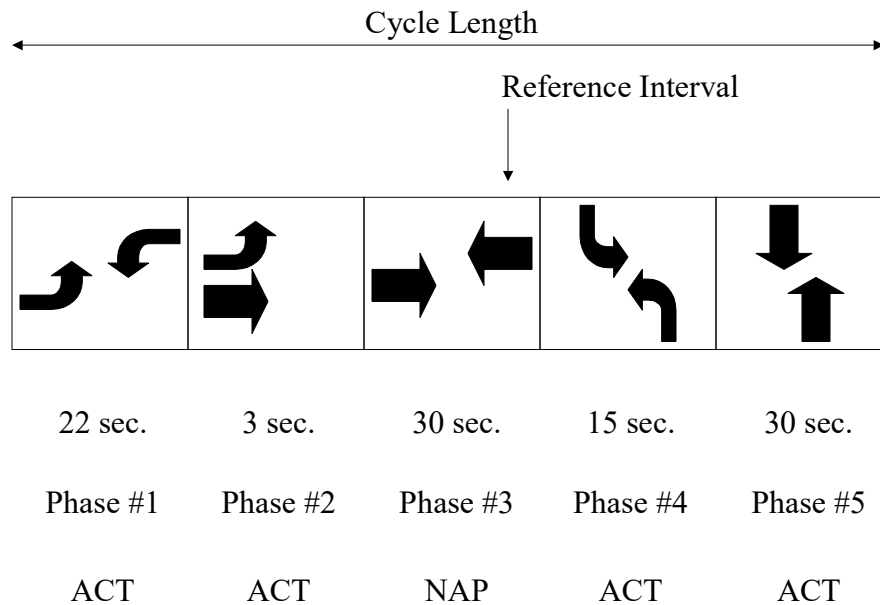 Cycle Length
Reference Interval
22 sec. 3 sec. 30 sec. 15 sec. 30 sec.
Phase #1 Phase #2 Phase #3 Phase #4 Phase #5
ACT ACT NAP ACT ACT